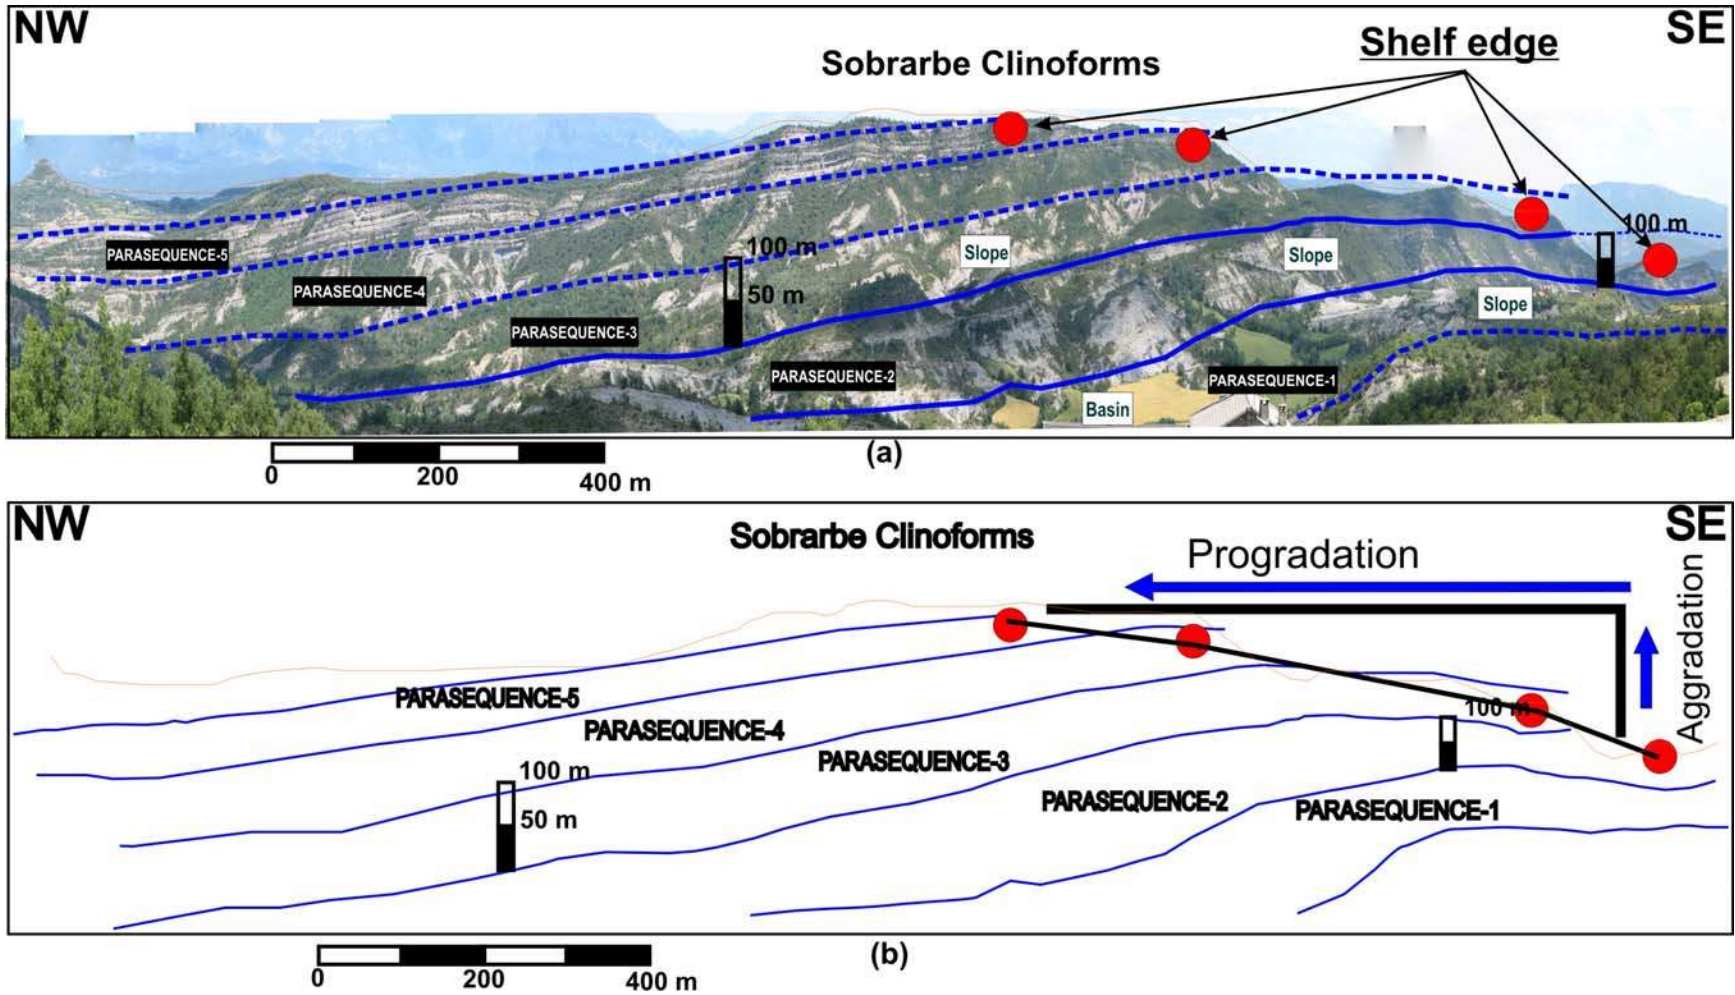 NW
SE
Shelf edge
Sobrarbe Clinoforms
100 m
PARASEQUENCE-5
100 m
Slope
Slope
PARASEQUENCE-4
50 m
Slope
PARASEQUENCE-3
PARASEQUENCE-2
PARASEQUENCE-1
Basin
0
200
400 m
(a)
NW
SE
Sobrarbe Clinoforms
Progradation
Aggradation
PARASEQUENCE-5
100 m
PARASEQUENCE-4
PARASEQUENCE-3
100 m
PARASEQUENCE-2
PARASEQUENCE-1
50 m
0
200
400 m
(b)